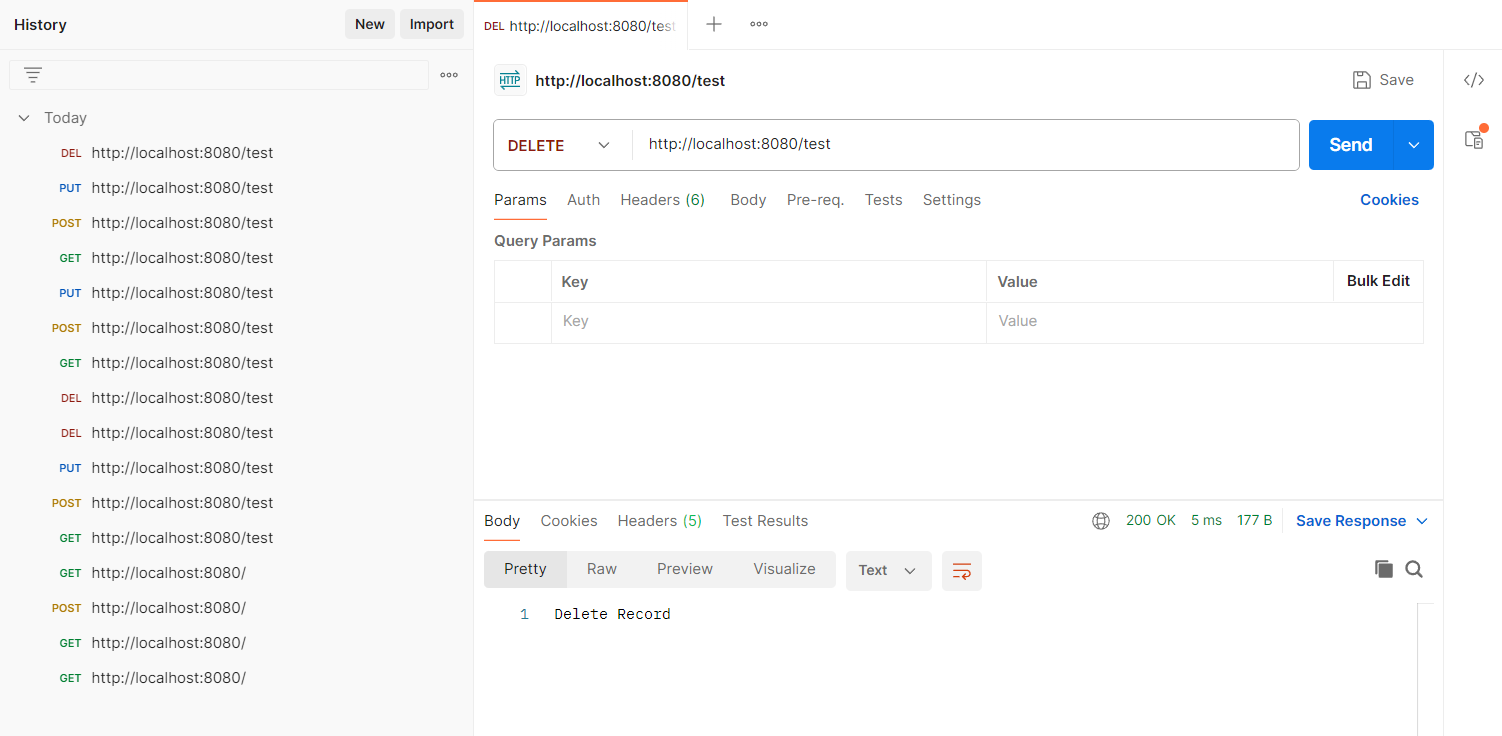 History New Import
Today
DEL http://localhost:8080/test
PUT http://localhost:8080/test
POST http://localhost:8080/test
GET http://localhost:8080/test
PUT http://localhost:8080/test
POST http://localhost:8080/test
GET http://localhost:8080/test
DEL http://localhost:8080/test
DEL http://localhost:8080/test
PUT http://localhost:8080/test
POST http://localhost:8080/test
GET http://localhost:8080/test
GET http://localhost:8080/
POST http://localhost:8080/
GET http://localhost:8080/
GET http://localhost:8080/
DEL http://localhost:8080/test
HTTP http://localhost:8080/test Save
DELETE http://localhost:8080/test Send
Params Auth Headers (6) Body Pre-req. Tests Settings Cookies
Query Params
Key Value Bulk Edit
Key Value
Body Cookies Headers (5) Test Results 200 OK 5 ms 177 B Save Response
Pretty Raw Preview Visualize Text
1 Delete Record